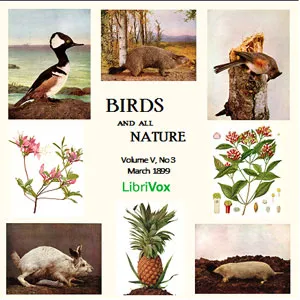 BIRDS
AND ALL
NATURE
Volume V, No 3
March 1899
LibriVox